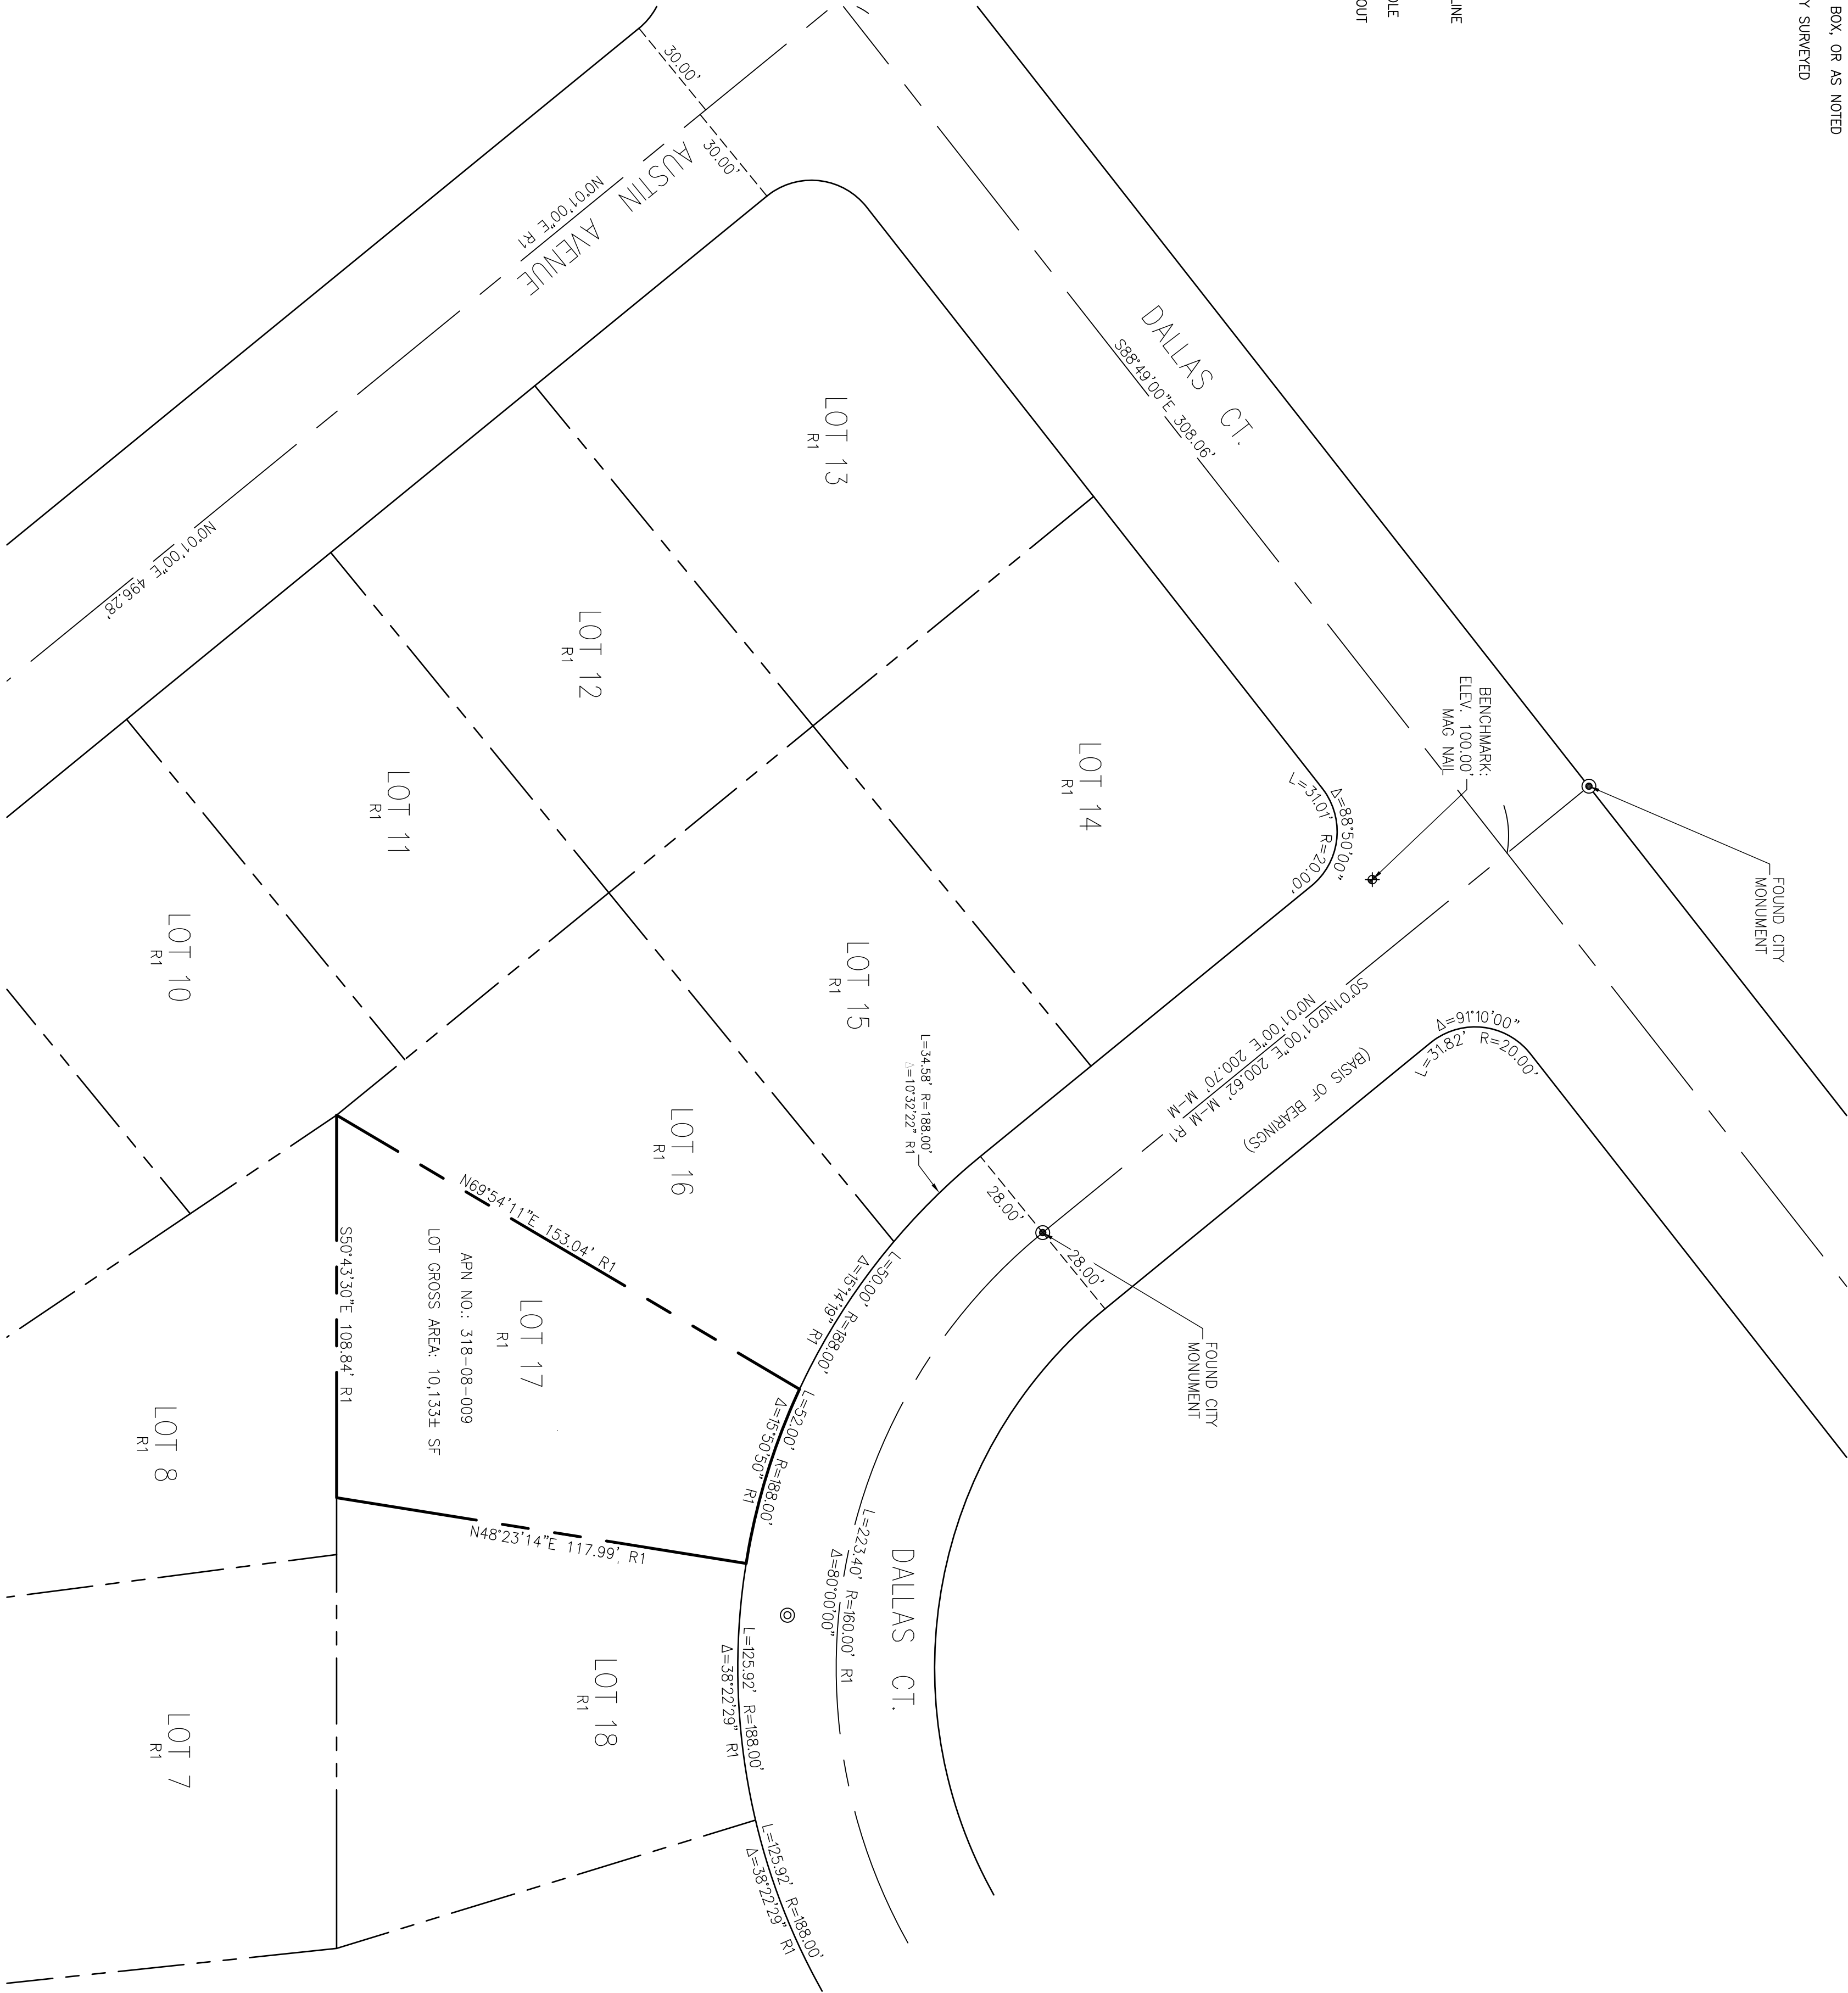 BOX, OR AS NOTED
Y SURVEYED
LINE
OLE
OUT
30.00'
30.00'
AUSTIN AVENUE
N0°01'00"E R1
N0°01'00"E 496.28'
DALLAS CT.
S88°49'00"E 308.06'
BENCHMARK:
ELEV. 100.00'
MAG NAIL
FOUND CITY
MONUMENT
LOT 13
R1
LOT 14
R1
Δ=88°50'00"
L=31.01' R=20.00'
LOT 12
R1
LOT 15
R1
LOT 11
R1
LOT 10
R1
LOT 16
R1
N0°01'00"E 200.62' M-M R1
N0°01'00"E 200.70' M-M
(BASIS OF BEARINGS)
Δ=91°10'00"
L=31.82' R=20.00'
L=34.58' R=188.00'
Δ=10°32'22" R1
28.00'
28.00'
FOUND CITY
MONUMENT
L=50.00' R=188.00'
Δ=15°14'19" R1
N69°54'11"E 153.04' R1
LOT 17
R1
APN NO.: 318-08-009
LOT GROSS AREA: 10,133± SF
S50°43'30"E 108.84' R1
L=52.00' R=188.00'
Δ=15°50'50" R1
N48°23'14"E 117.99' R1
DALLAS CT.
L=223.40' R=160.00' R1
Δ=80°00'00"
L=125.92' R=188.00'
Δ=38°22'29" R1
L=125.92' R=188.00'
Δ=38°22'29" R1
LOT 18
R1
LOT 8
R1
LOT 7
R1